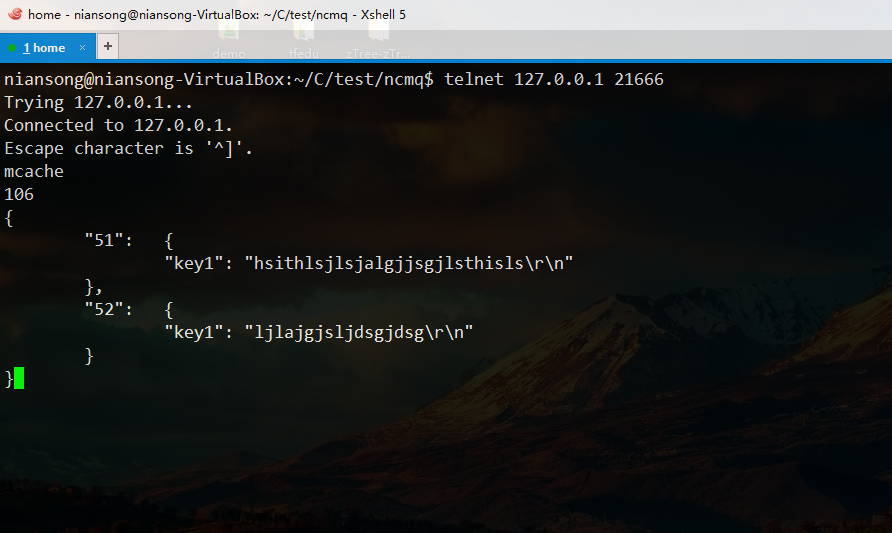 home - niansong@niansong-VirtualBox: ~/C/test/ncmq - Xshell 5
demo tfedu zTree-zTr...
1 home × +
niansong@niansong-VirtualBox:~/C/test/ncmq$ telnet 127.0.0.1 21666
Trying 127.0.0.1...
Connected to 127.0.0.1.
Escape character is '^]'.
mcache
106
{
        "51":   {
                "key1": "hsithlsjlsjalgjjsgjlsthisls\r\n"
        },
        "52":   {
                "key1": "ljlajgjsljdsgjdsg\r\n"
        }
}